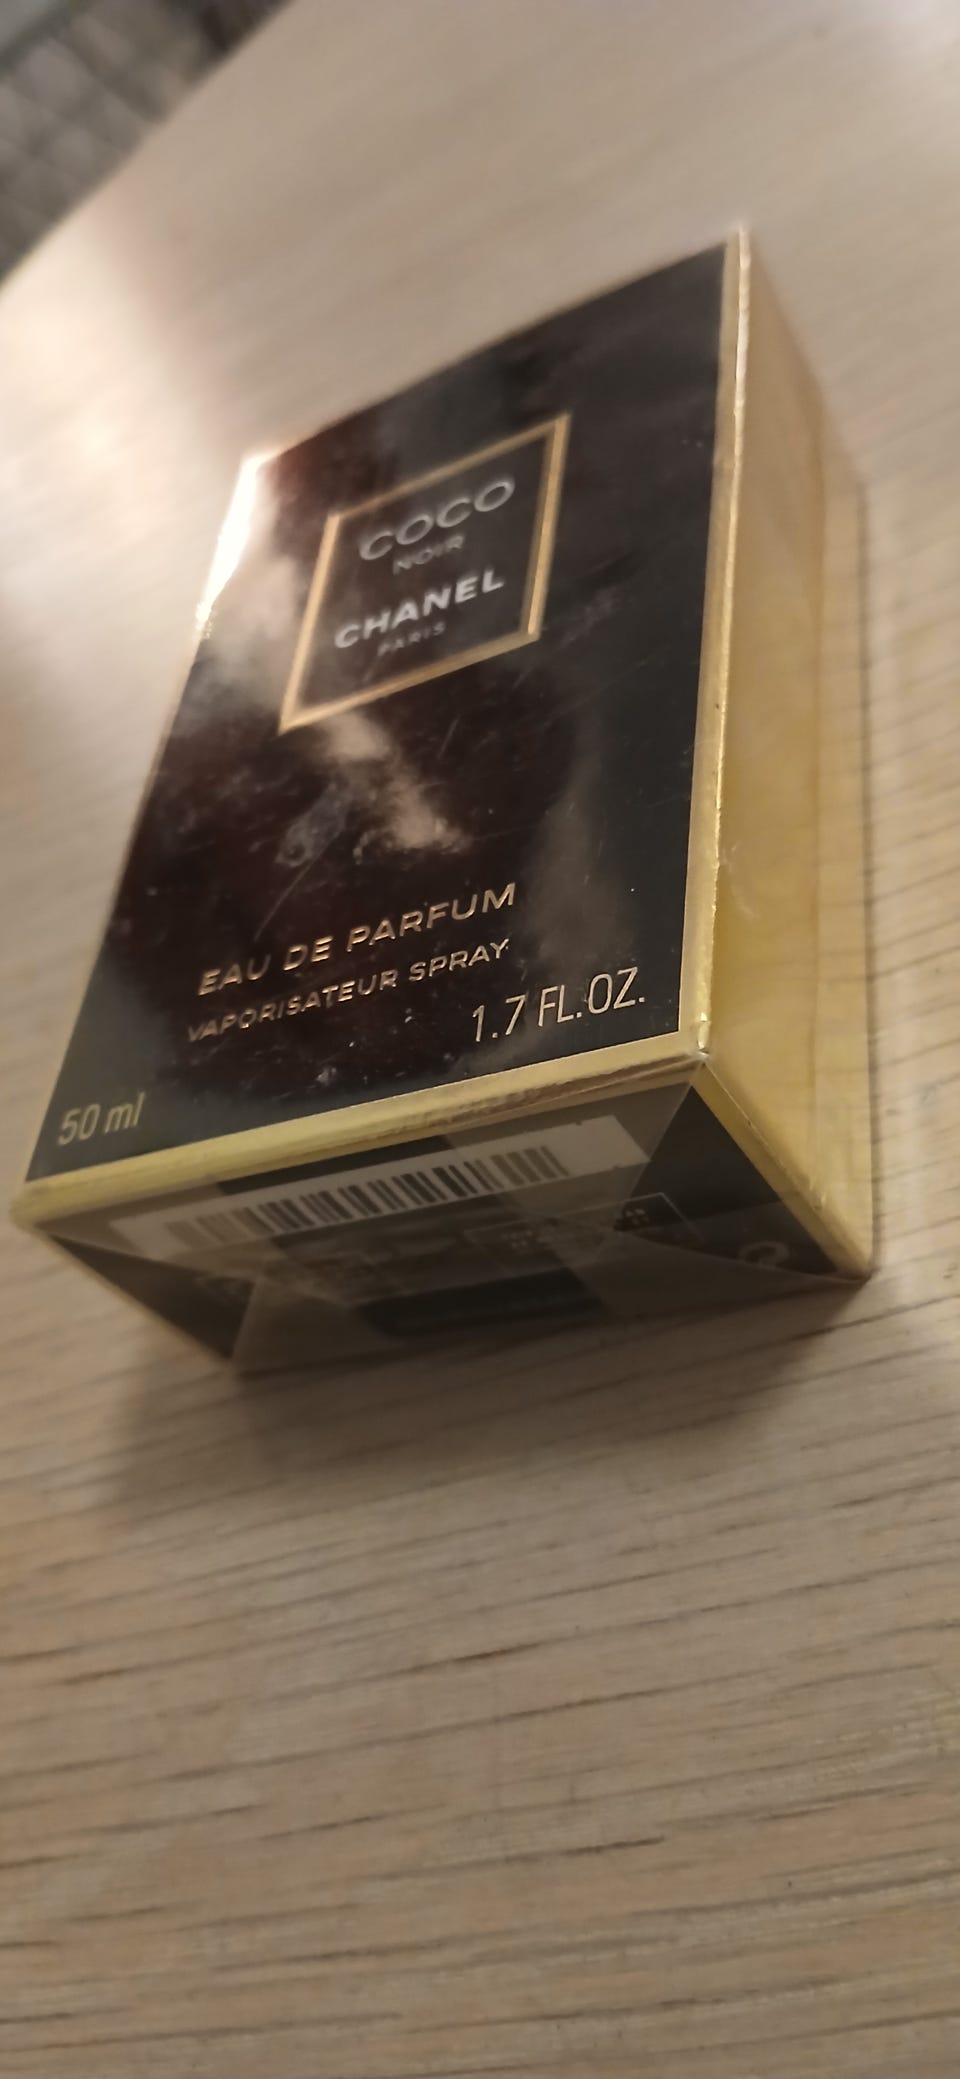 COCO
NOIR
CHANEL
PARIS
EAU DE PARFUM
VAPORISATEUR SPRAY
50 ml
1.7 FL.OZ.